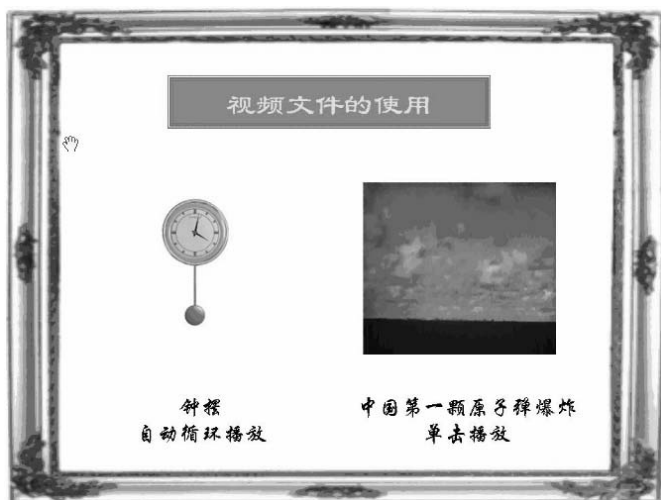 视频文件的使用
钟摆
自动循环播放
中国第一颗原子弹爆炸
单击播放